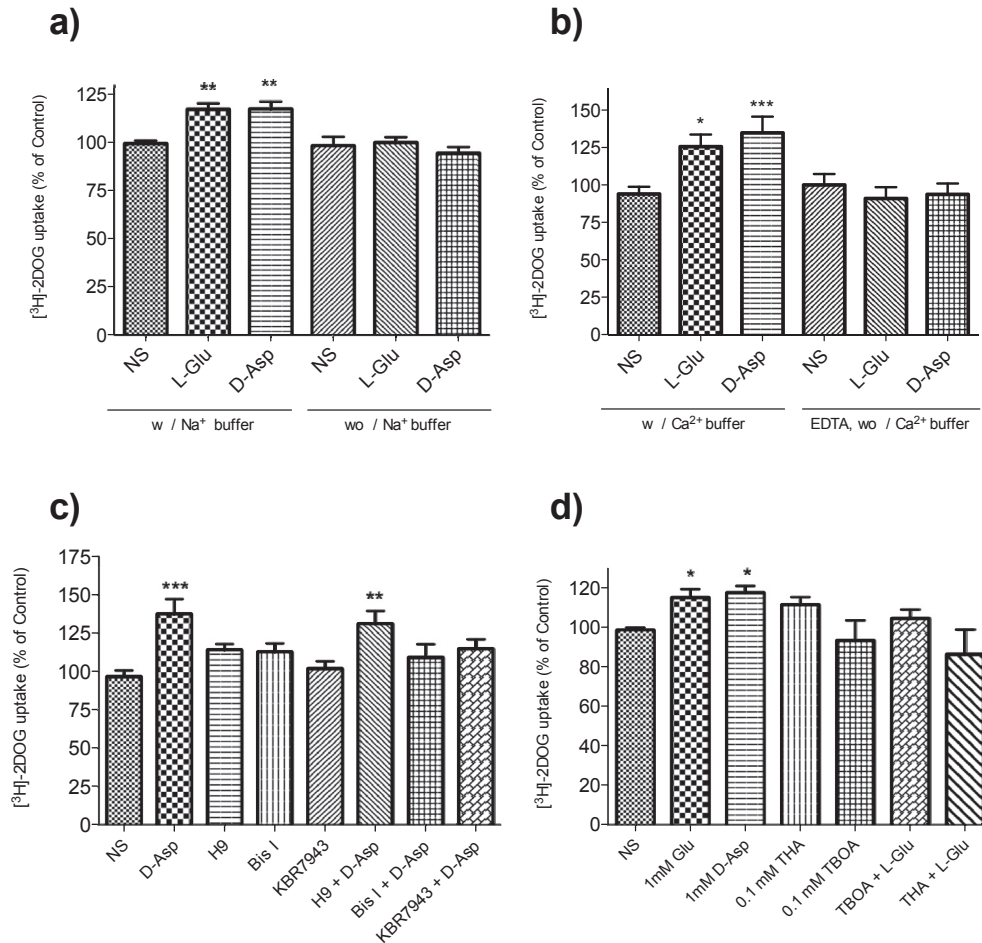 a)
[³H]-2DOG uptake (% of Control)
125
100
75
50
25
0
** **
NS L-Glu D-Asp NS L-Glu D-Asp
w / Na⁺ buffer wo / Na⁺ buffer
b)
[³H]-2DOG uptake (% of Control)
150
125
100
75
50
25
0
* ***
NS L-Glu D-Asp NS L-Glu D-Asp
w / Ca²⁺ buffer EDTA, wo / Ca²⁺ buffer
c)
[³H]-2DOG uptake (% of Control)
175
150
125
100
75
50
25
0
*** **
NS D-Asp H9 Bis I KBR7943 H9 + D-Asp Bis I + D-Asp KBR7943 + D-Asp
d)
[³H]-2DOG uptake (% of Control)
120
100
80
60
40
20
0
* *
NS 1mM Glu 1mM D-Asp 0.1 mM THA 0.1 mM TBOA TBOA + L-Glu THA + L-Glu